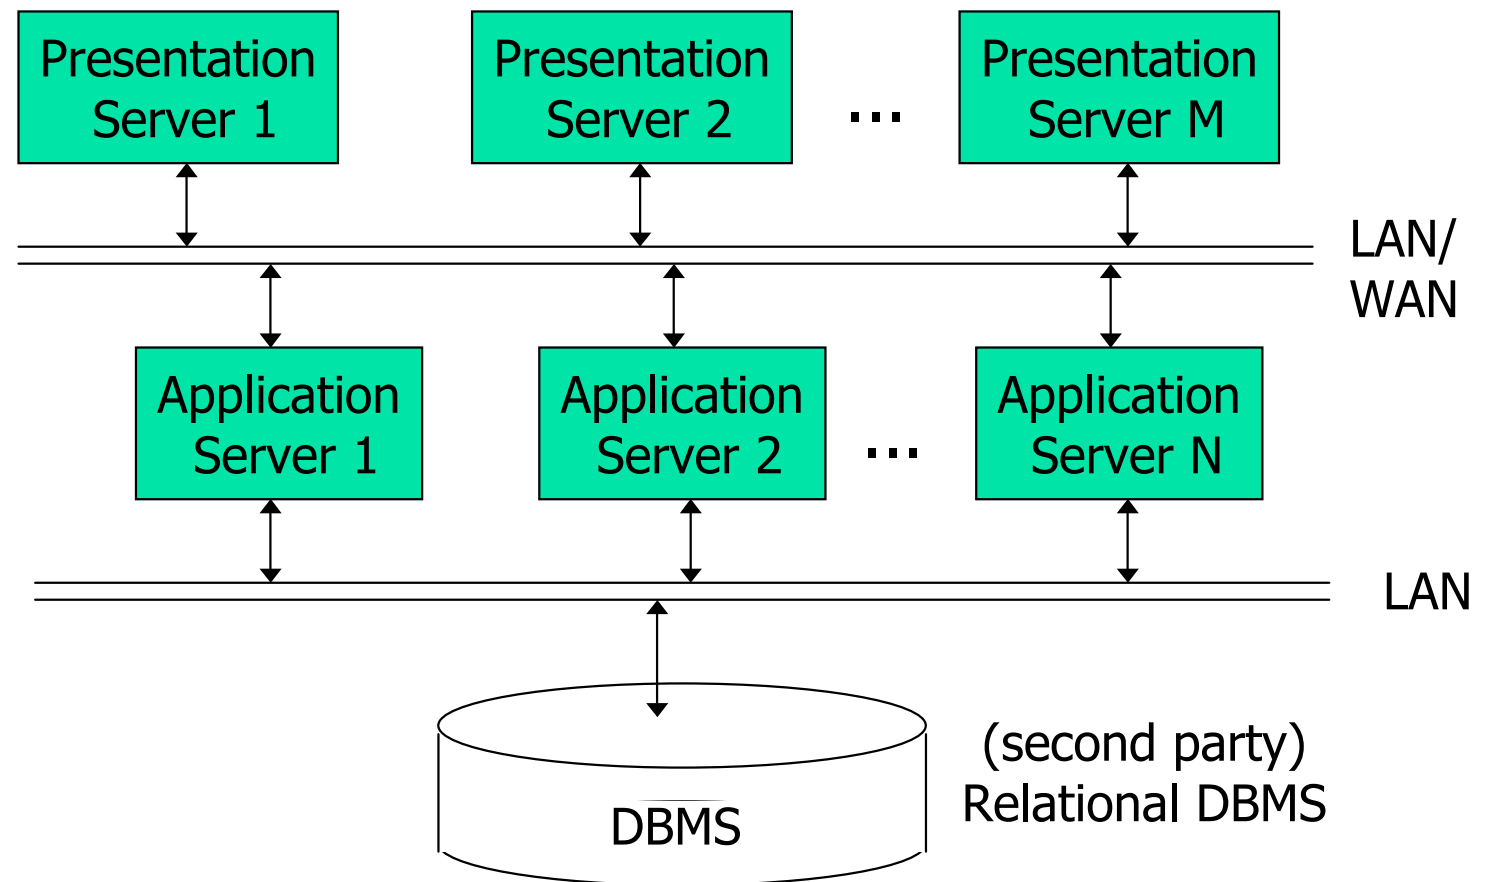 Presentation
Server 1
Presentation
Server 2
...
Presentation
Server M
LAN/
WAN
Application
Server 1
Application
Server 2
...
Application
Server N
LAN
(second party)
Relational DBMS
DBMS